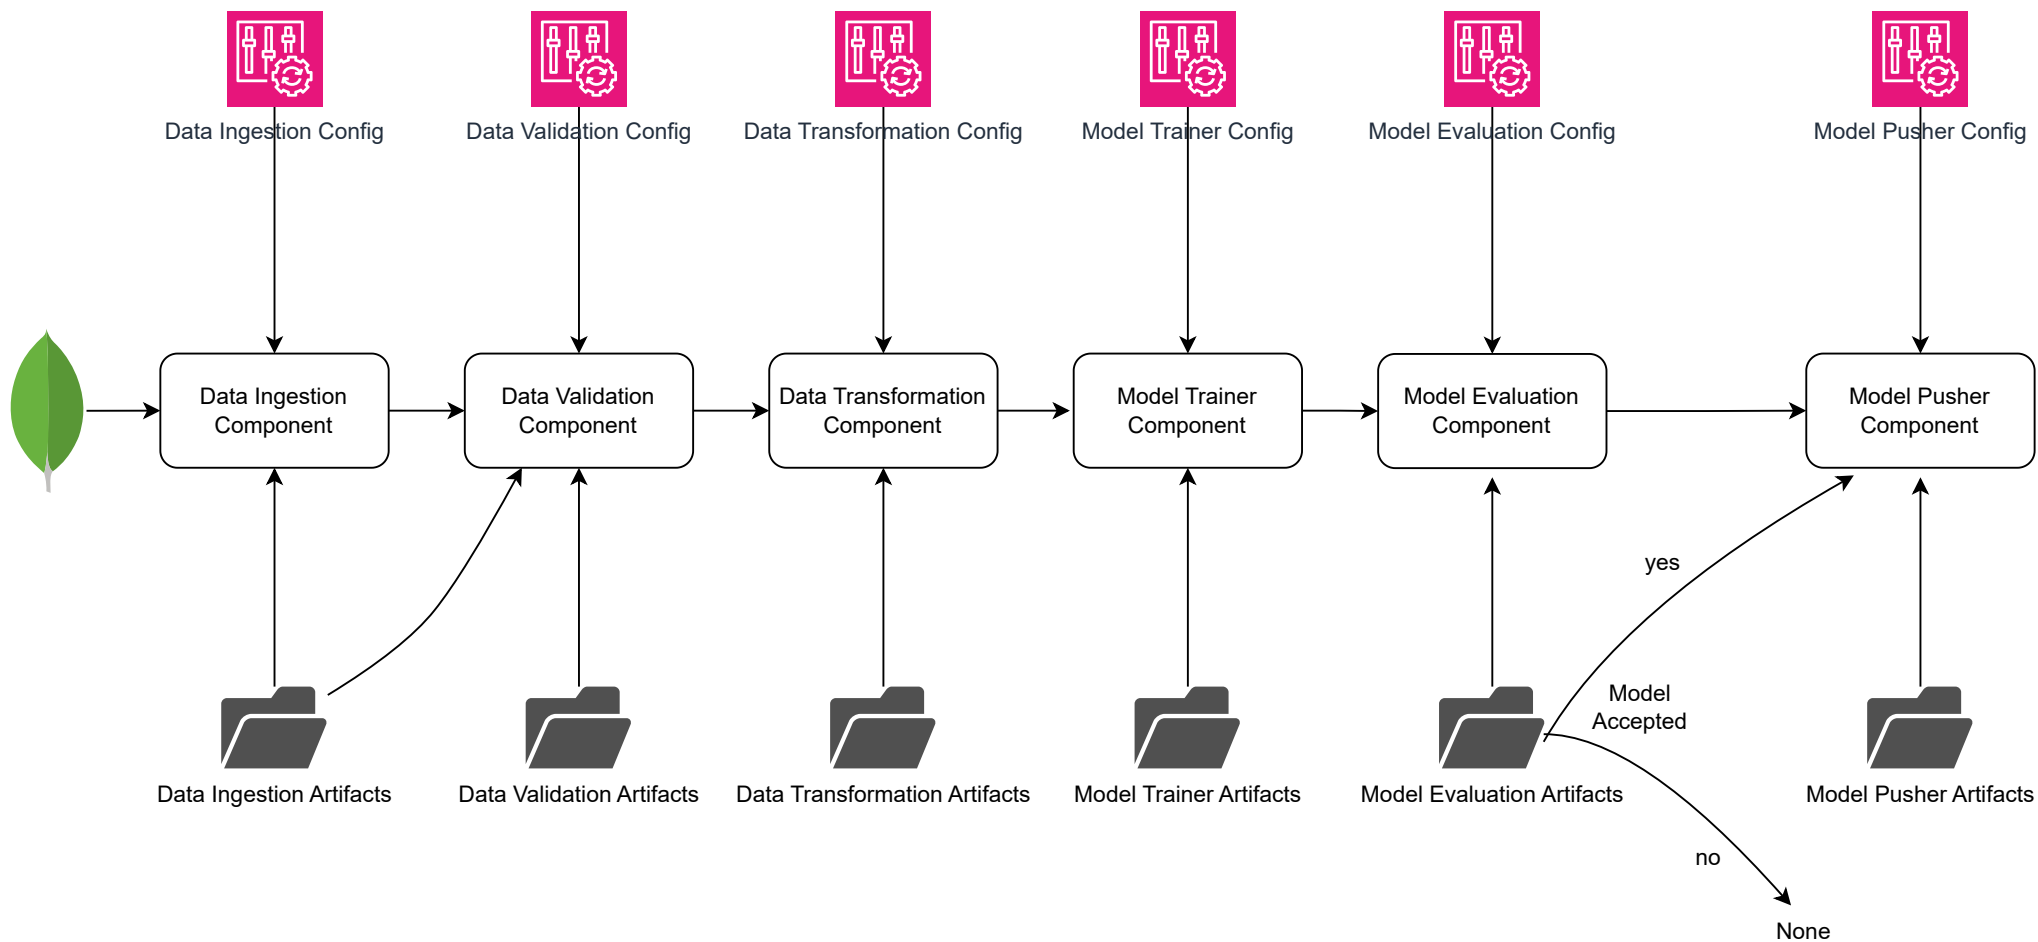 Data Ingestion Config
Data Validation Config
Data Transformation Config
Model Trainer Config
Model Evaluation Config
Model Pusher Config
Data Ingestion
Component
Data Validation
Component
Data Transformation
Component
Model Trainer
Component
Model Evaluation
Component
Model Pusher
Component
yes
Model
Accepted
Data Ingestion Artifacts
Data Validation Artifacts
Data Transformation Artifacts
Model Trainer Artifacts
Model Evaluation Artifacts
Model Pusher Artifacts
no
None